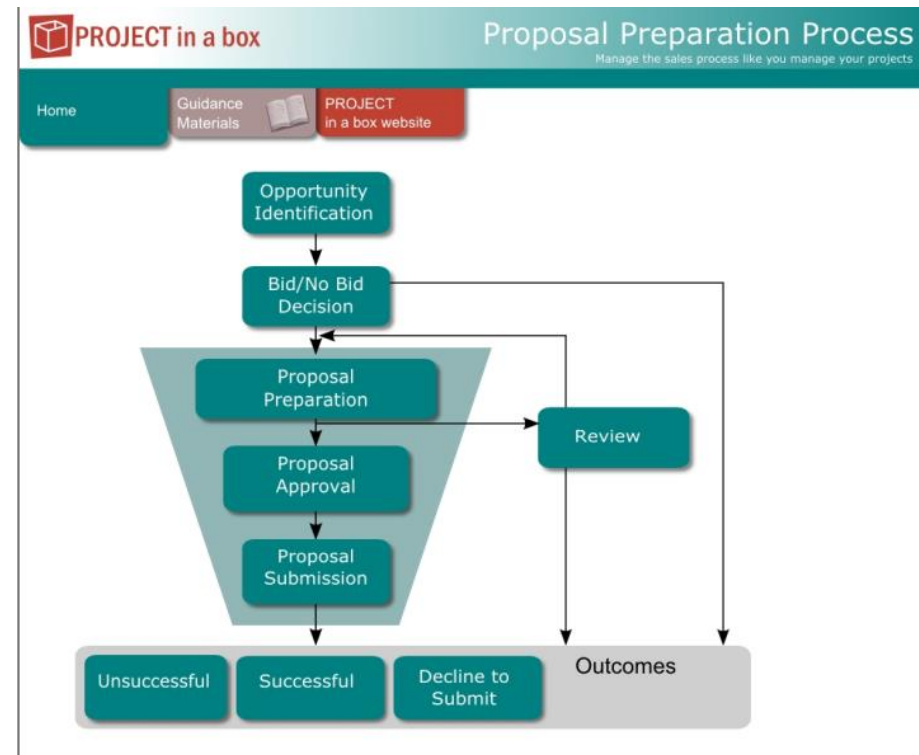 PROJECT in a box
Proposal Preparation Process
Manage the sales process like you manage your projects
Home
Guidance
Materials
PROJECT
in a box website
Opportunity
Identification
Bid/No Bid
Decision
Proposal
Preparation
Review
Proposal
Approval
Proposal
Submission
Outcomes
Unsuccessful
Successful
Decline to
Submit